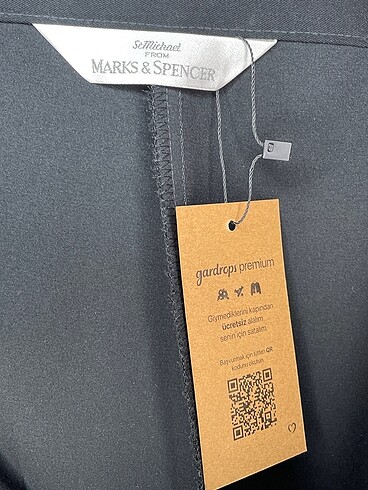 St Michael
FROM
MARKS & SPENCER
gardrops premium
Giymediklerini kapından
ücretsiz alalım,
senin için satalım.
Başvurmak için lütfen QR
kodunu okutun.